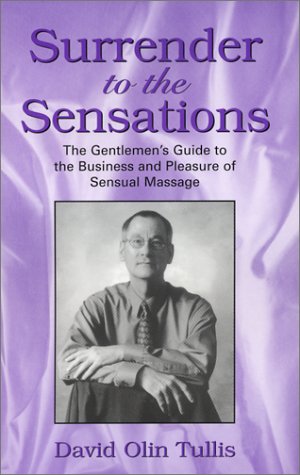 Surrender
to the
Sensations
The Gentlemen's Guide to
the Business and Pleasure of
Sensual Massage
David Olin Tullis